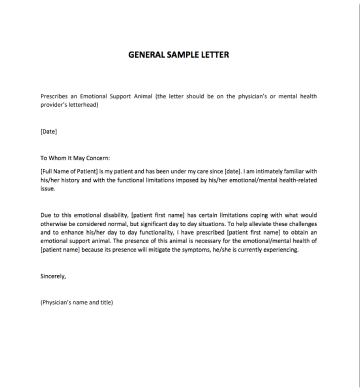 GENERAL SAMPLE LETTER
Prescribes an Emotional Support Animal (the letter should be on the physician's or mental health
provider's letterhead)
[Date]
To Whom It May Concern:
[Full Name of Patient] is my patient and has been under my care since [date]. I am intimately familiar with
his/her history and with the functional limitations imposed by his/her emotional/mental health-related
issue.
Due to this emotional disability, [patient first name] has certain limitations coping with what would
otherwise be considered normal, but significant day to day situations. To help alleviate these challenges
and to enhance his/her day to day functionality, I have prescribed [patient first name] to obtain an
emotional support animal. The presence of this animal is necessary for the emotional/mental health of
[patient name] because its presence will mitigate the symptoms, he/she is currently experiencing.
Sincerely,
(Physician's name and title)